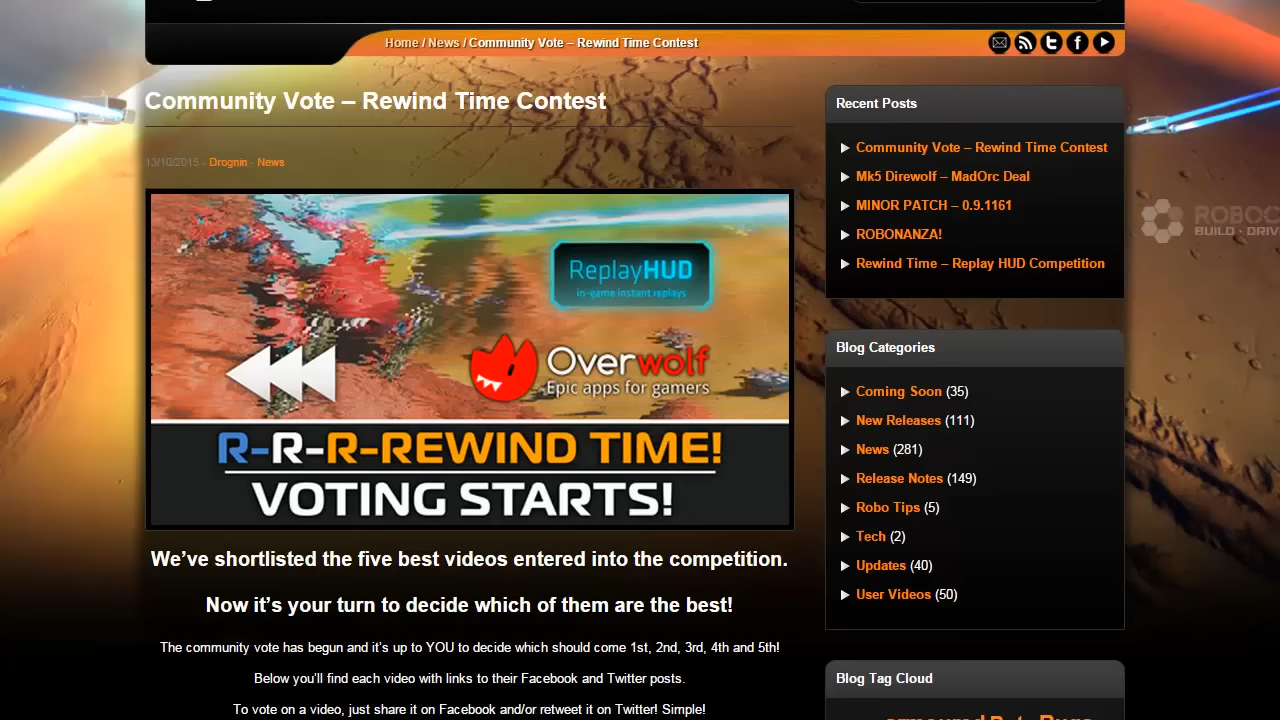 Home / News / Community Vote – Rewind Time Contest
Community Vote – Rewind Time Contest
13/10/2015 - Drognin - News
ReplayHUD
in-game instant replays
Overwolf
Epic apps for gamers
R-R-R-REWIND TIME!
VOTING STARTS!
We’ve shortlisted the five best videos entered into the competition.
Now it’s your turn to decide which of them are the best!
The community vote has begun and it’s up to YOU to decide which should come 1st, 2nd, 3rd, 4th and 5th!
Below you’ll find each video with links to their Facebook and Twitter posts.
To vote on a video, just share it on Facebook and/or retweet it on Twitter! Simple!
Recent Posts
Community Vote – Rewind Time Contest
Mk5 Direwolf – MadOrc Deal
MINOR PATCH – 0.9.1161
ROBONANZA!
Rewind Time – Replay HUD Competition
Blog Categories
Coming Soon (35)
New Releases (111)
News (281)
Release Notes (149)
Robo Tips (5)
Tech (2)
Updates (40)
User Videos (50)
Blog Tag Cloud
ROBOC
BUILD · DRIV